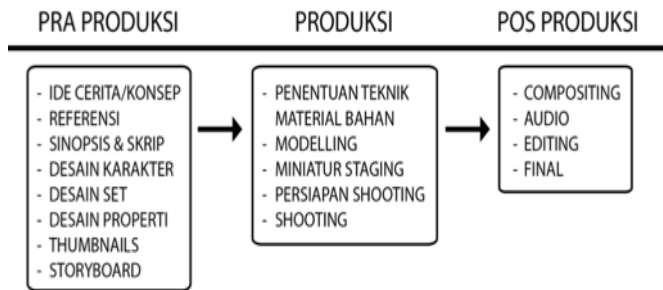 PRA PRODUKSI
PRODUKSI
POS PRODUKSI
- IDE CERITA/KONSEP
- REFERENSI
- SINOPSIS & SKRIP
- DESAIN KARAKTER
- DESAIN SET
- DESAIN PROPERTI
- THUMBNAILS
- STORYBOARD
- PENENTUAN TEKNIK
MATERIAL BAHAN
- MODELLING
- MINIATUR STAGING
- PERSIAPAN SHOOTING
- SHOOTING
- COMPOSITING
- AUDIO
- EDITING
- FINAL